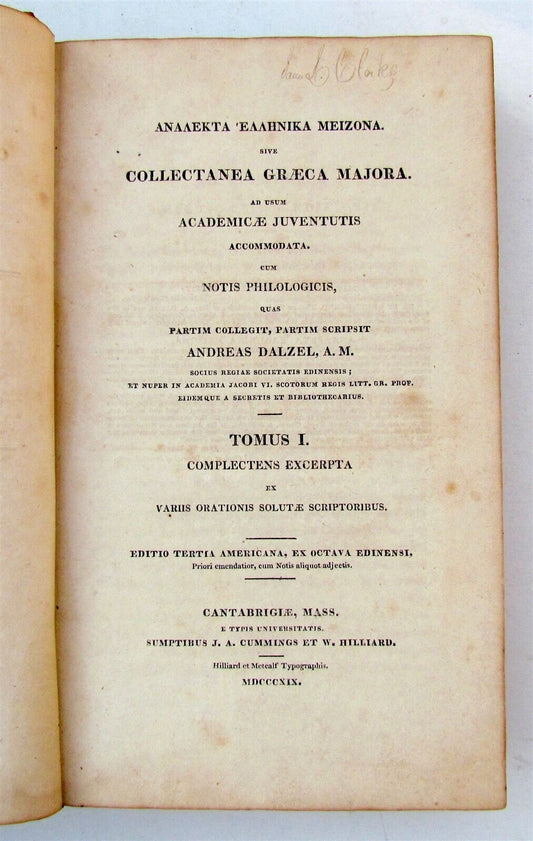 Clarke
ΑΝΑΛΕΚΤΑ ἙΛΛΗΝΙΚΑ ΜΕΙΖΟΝΑ.
SIVE
COLLECTANEA GRÆCA MAJORA.
AD USUM
ACADEMICÆ JUVENTUTIS
ACCOMMODATA.
CUM
NOTIS PHILOLOGICIS,
QUAS
PARTIM COLLEGIT, PARTIM SCRIPSIT
ANDREAS DALZEL, A. M.
SOCIUS REGIAE SOCIETATIS EDINENSIS;
ET NUPER IN ACADEMIA JACOBI VI. SCOTORUM REGIS LITT. GR. PROF.
EIDEMQUE A SECRETIS ET BIBLIOTHECARIUS.
TOMUS I.
COMPLECTENS EXCERPTA
EX
VARIIS ORATIONIS SOLUTÆ SCRIPTORIBUS.
EDITIO TERTIA AMERICANA, EX OCTAVA EDINENSI,
Priori emendatior, cum Notis aliquot adjectis.
CANTABRIGIÆ, MASS.
E TYPIS UNIVERSITATIS.
SUMPTIBUS J. A. CUMMINGS ET W. HILLIARD.
Hilliard et Metcalf Typographis.
MDCCCXIX.